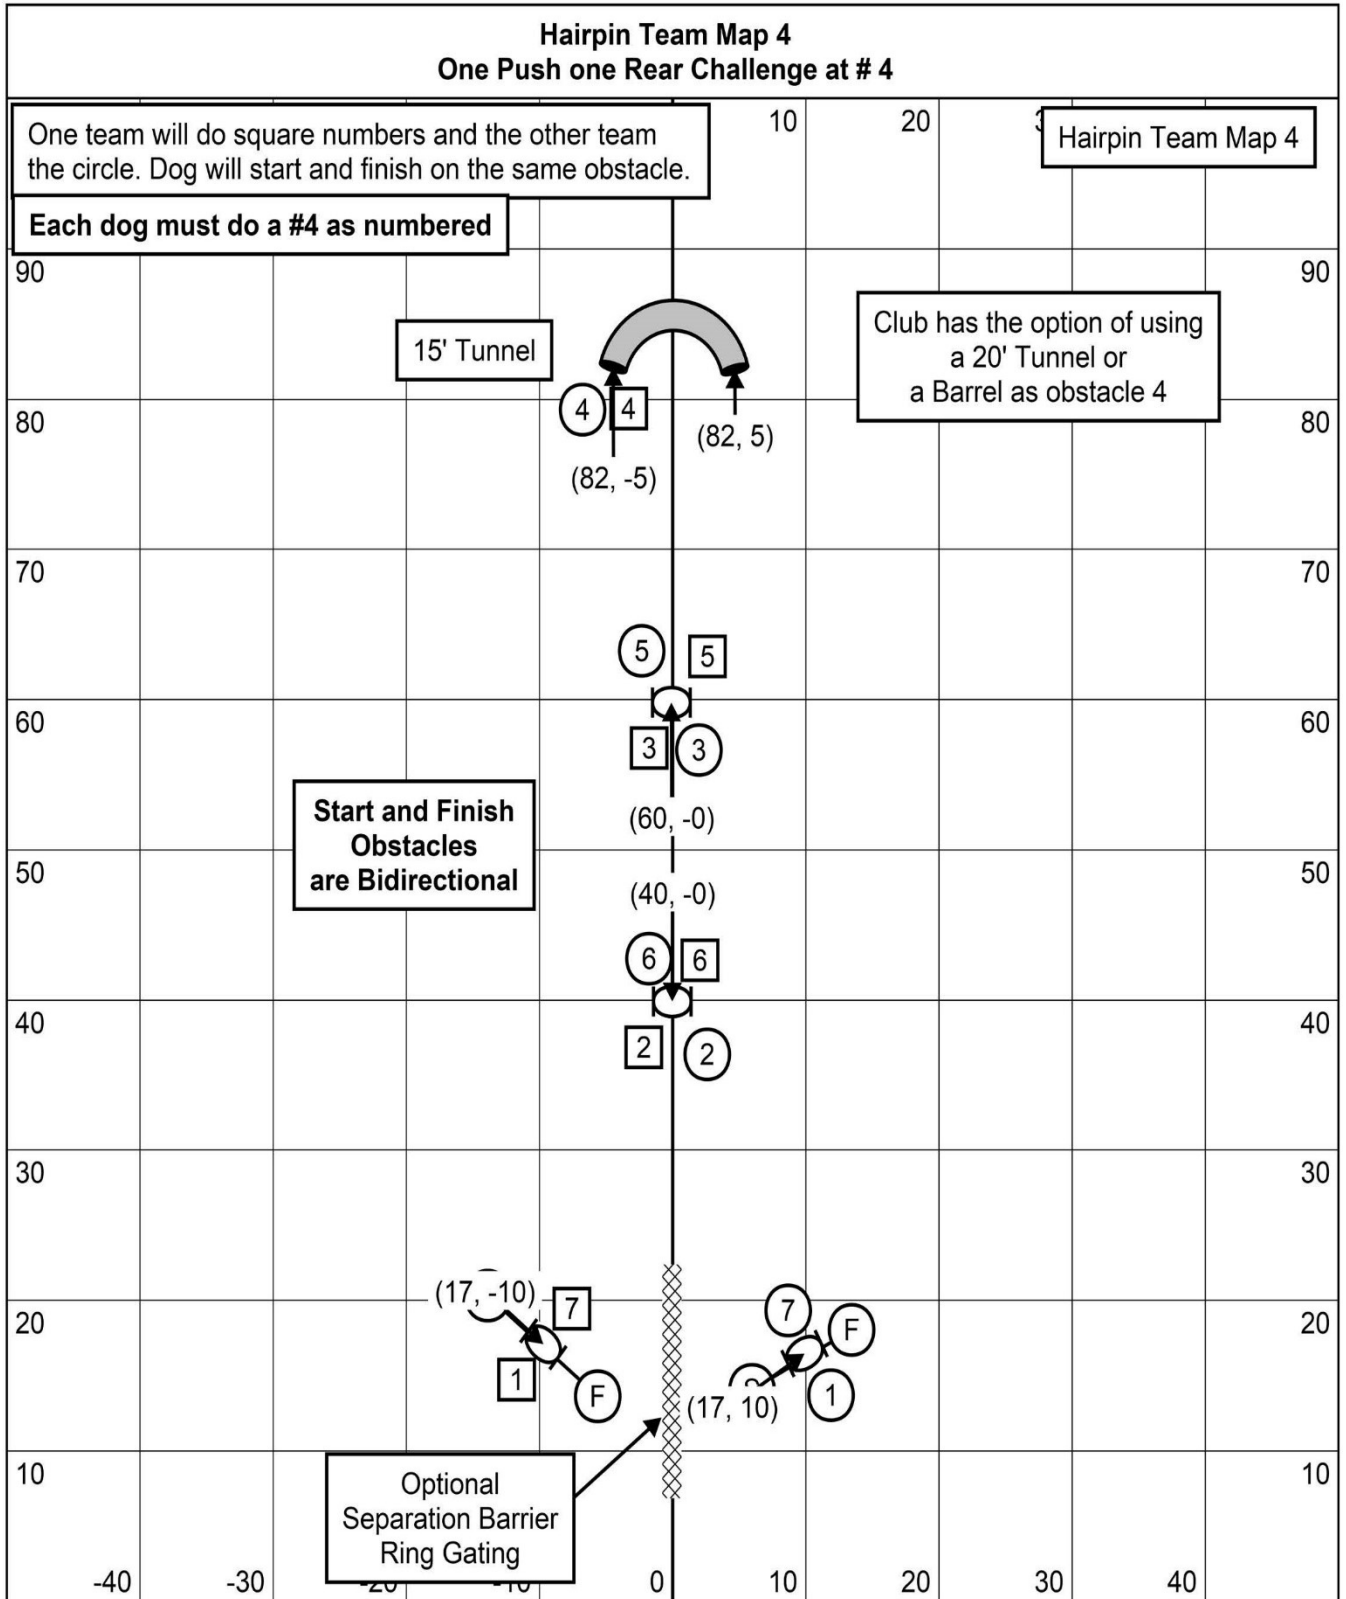 Hairpin Team Map 4
One Push one Rear Challenge at # 4
One team will do square numbers and the other team
the circle. Dog will start and finish on the same obstacle.
10
20
Hairpin Team Map 4
Each dog must do a #4 as numbered
90
90
15' Tunnel
Club has the option of using
a 20' Tunnel or
a Barrel as obstacle 4
80
4
4
(82, 5)
80
(82, -5)
70
70
5
5
60
60
3
3
Start and Finish
Obstacles
are Bidirectional
(60, -0)
50
50
(40, -0)
6
6
40
40
2
2
30
30
(17, -10)
7
7
F
20
20
1
F
(17, 10)
1
10
10
Optional
Separation Barrier
Ring Gating
-40
-30
-20
-10
0
10
20
30
40